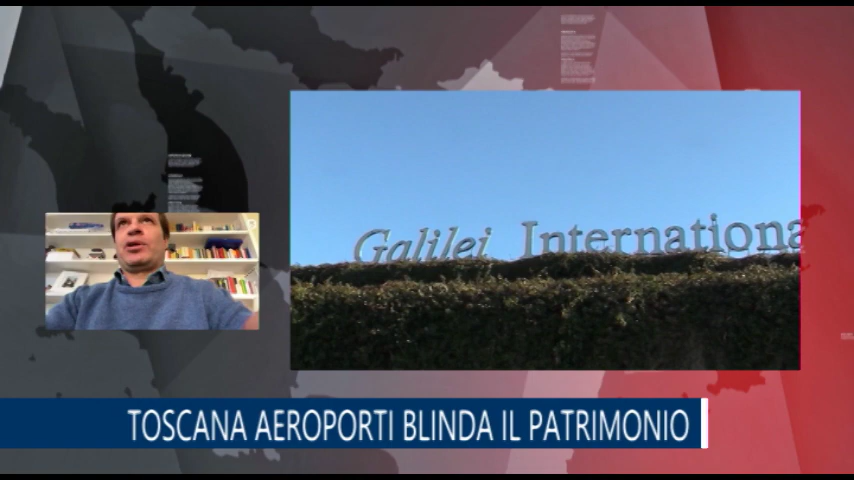 Galilei Internationa
TOSCANA AEROPORTI BLINDA IL PATRIMONIO